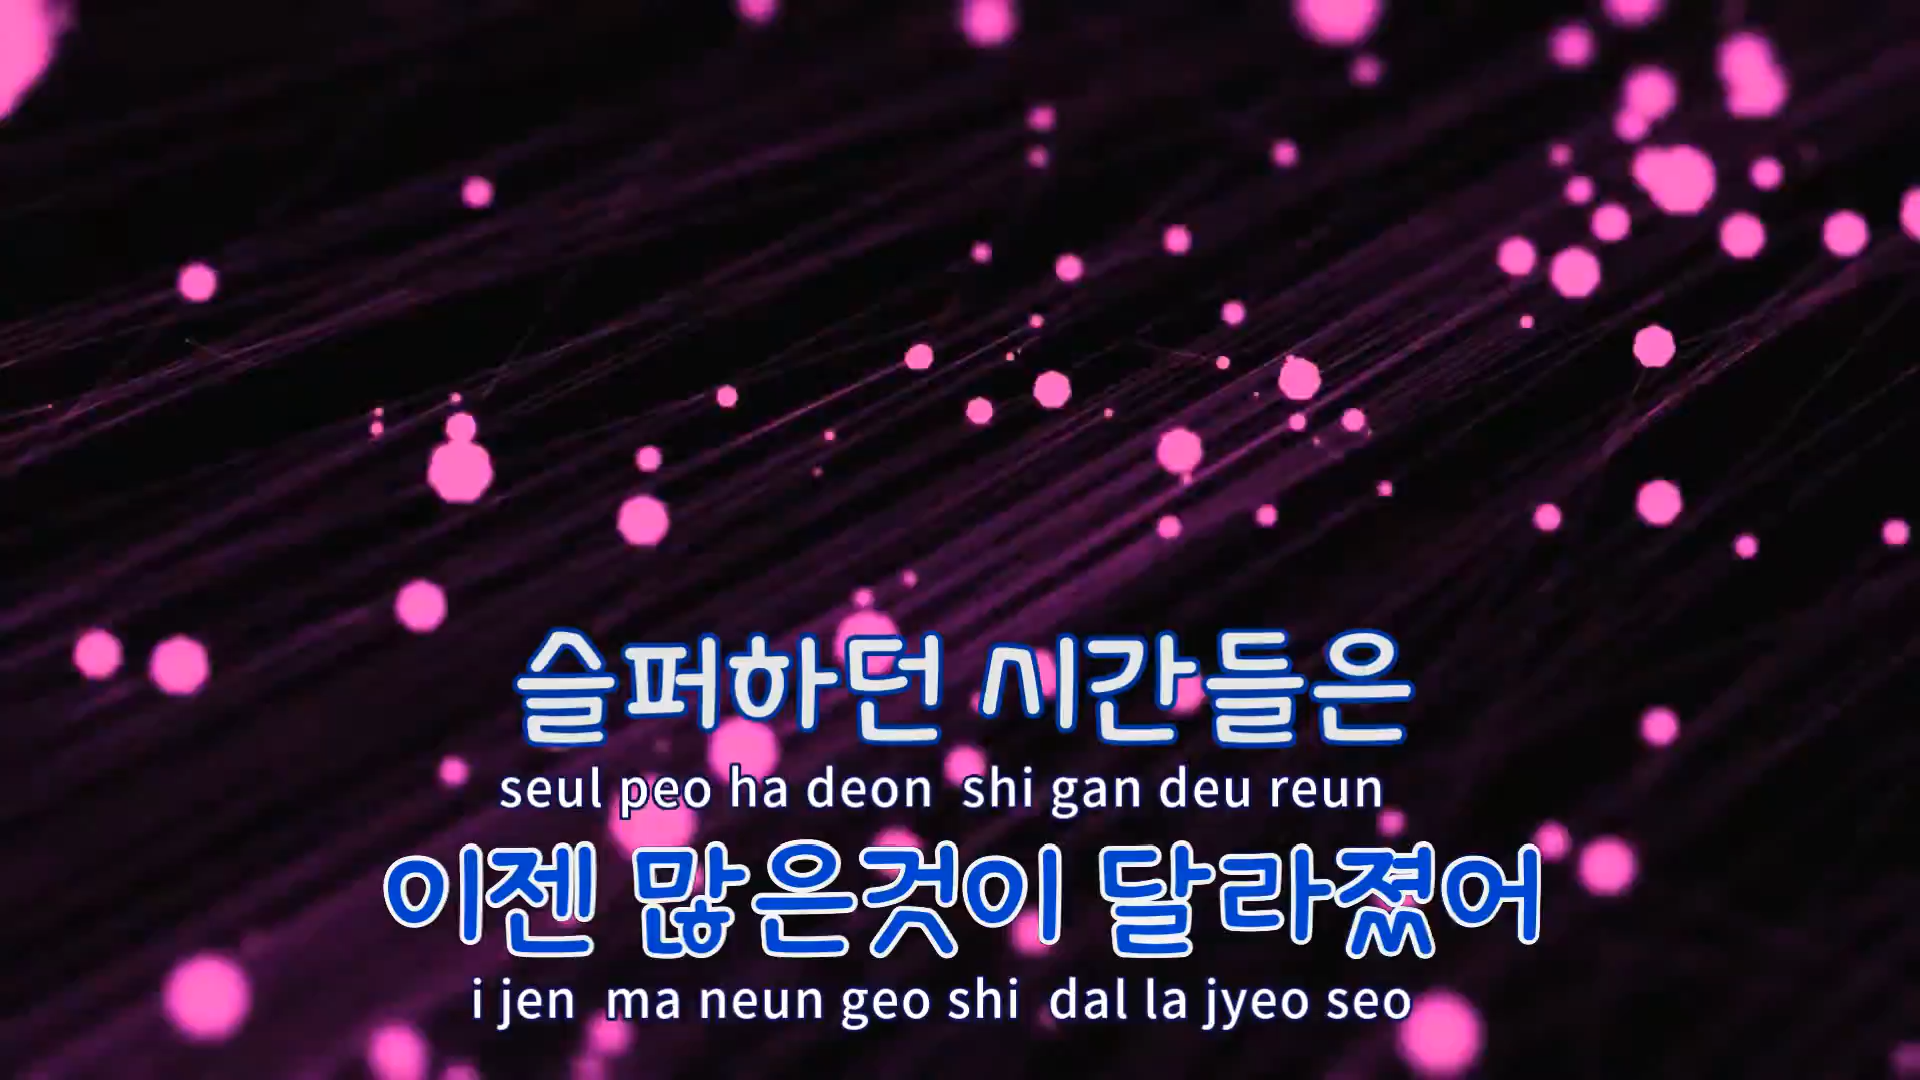 슬퍼하던 시간들은
seul peo ha deon shi gan deu reun
이젠 많은것이 달라졌어
i jen ma neun geo shi dal la jyeo seo